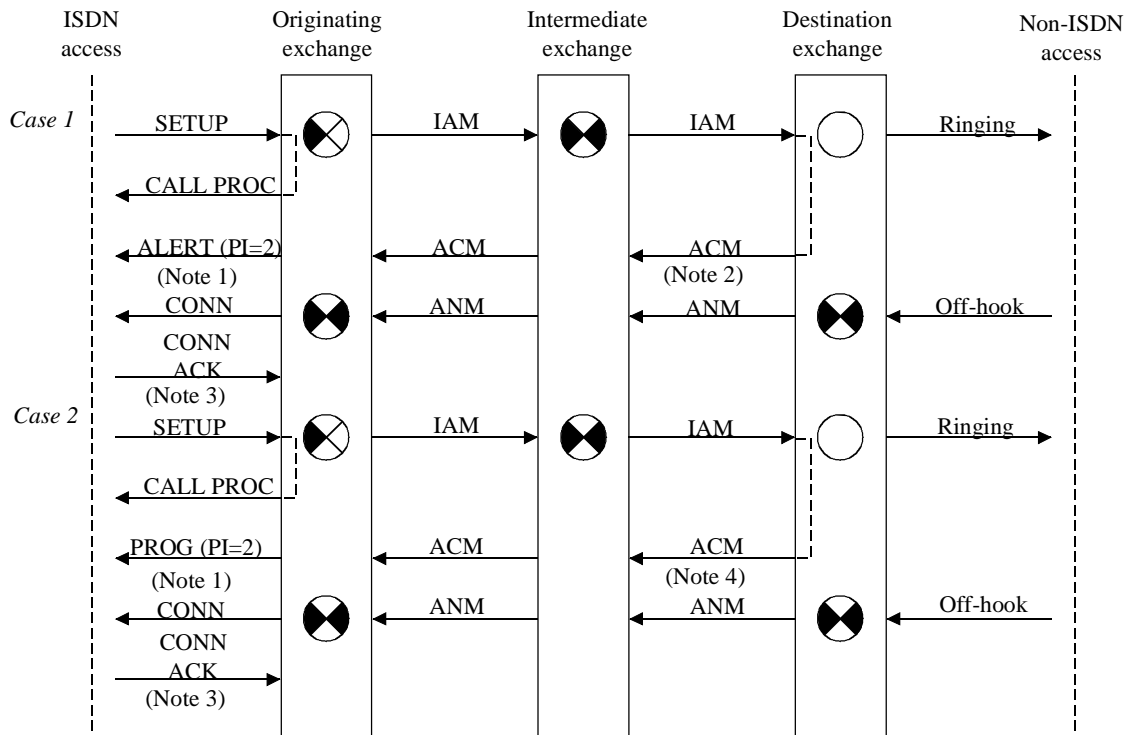 ISDN access
Originating exchange
Intermediate exchange
Destination exchange
Non-ISDN access
Case 1
SETUP
IAM
IAM
Ringing
CALL PROC
ALERT (PI=2)
ACM
ACM
(Note 1)
(Note 2)
CONN
ANM
ANM
Off-hook
CONN
ACK
(Note 3)
Case 2
SETUP
IAM
IAM
Ringing
CALL PROC
PROG (PI=2)
ACM
ACM
(Note 1)
(Note 4)
CONN
ANM
ANM
Off-hook
CONN
ACK
(Note 3)